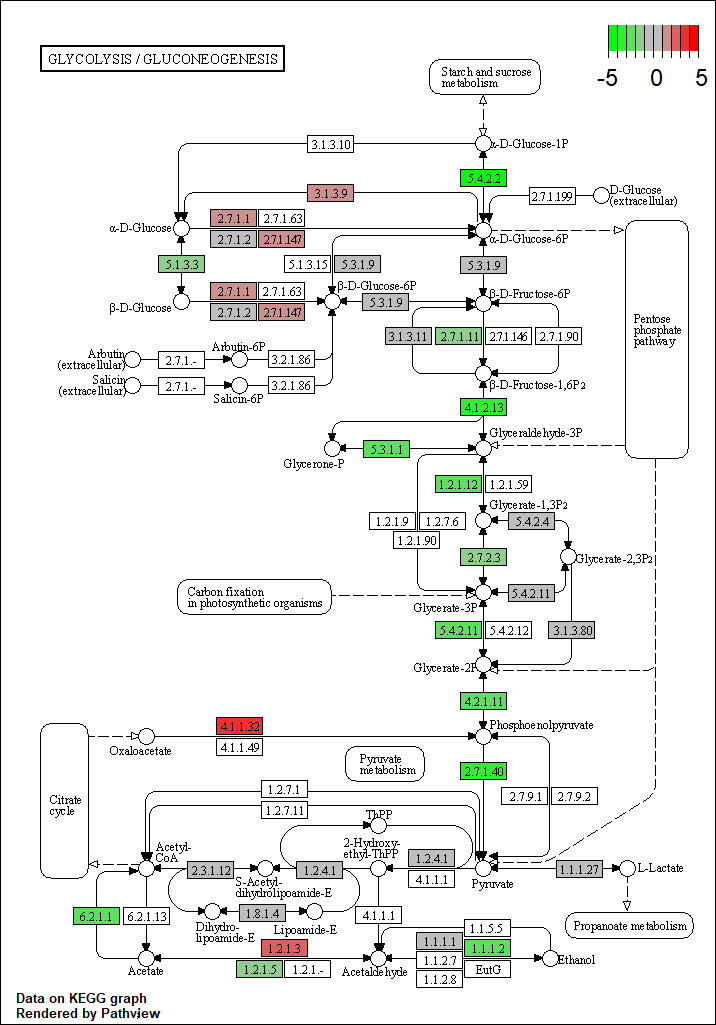 GLYCOLYSIS / GLUCONEOGENESIS
-5 0 5
Starch and sucrose
metabolism
3.1.3.10
α-D-Glucose-1P
5.4.2.2
3.1.3.9
2.7.1.199
D-Glucose
(extracellular)
2.7.1.1
2.7.1.63
α-D-Glucose
2.7.1.2
2.7.1.147
α-D-Glucose-6P
5.1.3.3
5.1.3.15
5.3.1.9
5.3.1.9
2.7.1.1
2.7.1.63
β-D-Glucose-6P
β-D-Fructose-6P
β-D-Glucose
2.7.1.2
2.7.1.147
5.3.1.9
Pentose
phosphate
pathway
3.1.3.11
2.7.1.11
2.7.1.146
2.7.1.90
Arbutin
(extracellular)
2.7.1.-
Arbutin-6P
3.2.1.86
Salicin
(extracellular)
2.7.1.-
Salicin-6P
3.2.1.86
β-D-Fructose-1,6P2
4.1.2.13
Glyceraldehyde-3P
5.3.1.1
Glycerone-P
1.2.1.12
1.2.1.59
Glycerate-1,3P2
1.2.1.9
1.2.7.6
1.2.1.90
5.4.2.4
2.7.2.3
Glycerate-2,3P2
Carbon fixation
in photosynthetic organisms
5.4.2.11
Glycerate-3P
5.4.2.11
5.4.2.12
3.1.3.80
Glycerate-2P
4.2.1.11
4.1.1.32
Phosphoenolpyruvate
Oxaloacetate
4.1.1.49
Pyruvate
metabolism
2.7.1.40
Citrate
cycle
1.2.7.1
2.7.9.1
2.7.9.2
1.2.7.11
ThPP
Acetyl-
CoA
2-Hydroxy-
ethyl-ThPP
2.3.1.12
1.2.4.1
1.2.4.1
4.1.1.1
Pyruvate
1.1.1.27
L-Lactate
S-Acetyl-
dihydrolipoamide-E
6.2.1.1
6.2.1.13
1.8.1.4
4.1.1.1
Dihydro-
lipoamide-E
Lipoamide-E
Propanoate metabolism
1.1.5.5
1.2.1.3
1.1.1.1
1.1.1.2
Acetate
1.2.1.5
1.2.1.-
Acetaldehyde
1.1.2.7
EutG
Ethanol
1.1.2.8
Data on KEGG graph
Rendered by Pathview